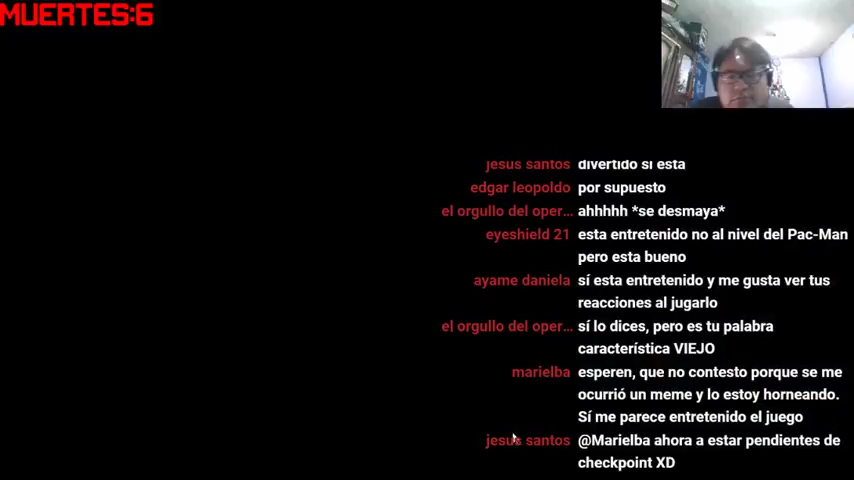 MUERTES:6
jesus santos divertido si esta
edgar leopoldo por supuesto
el orgullo del oper... ahhhhh *se desmaya*
eyeshield 21 esta entretenido no al nivel del Pac-Man
pero esta bueno
ayame daniela sí esta entretenido y me gusta ver tus
reacciones al jugarlo
el orgullo del oper... sí lo dices, pero es tu palabra
característica VIEJO
marielba esperen, que no contesto porque se me
ocurrió un meme y lo estoy horneando.
Sí me parece entretenido el juego
jesus santos @Marielba ahora a estar pendientes de
checkpoint XD